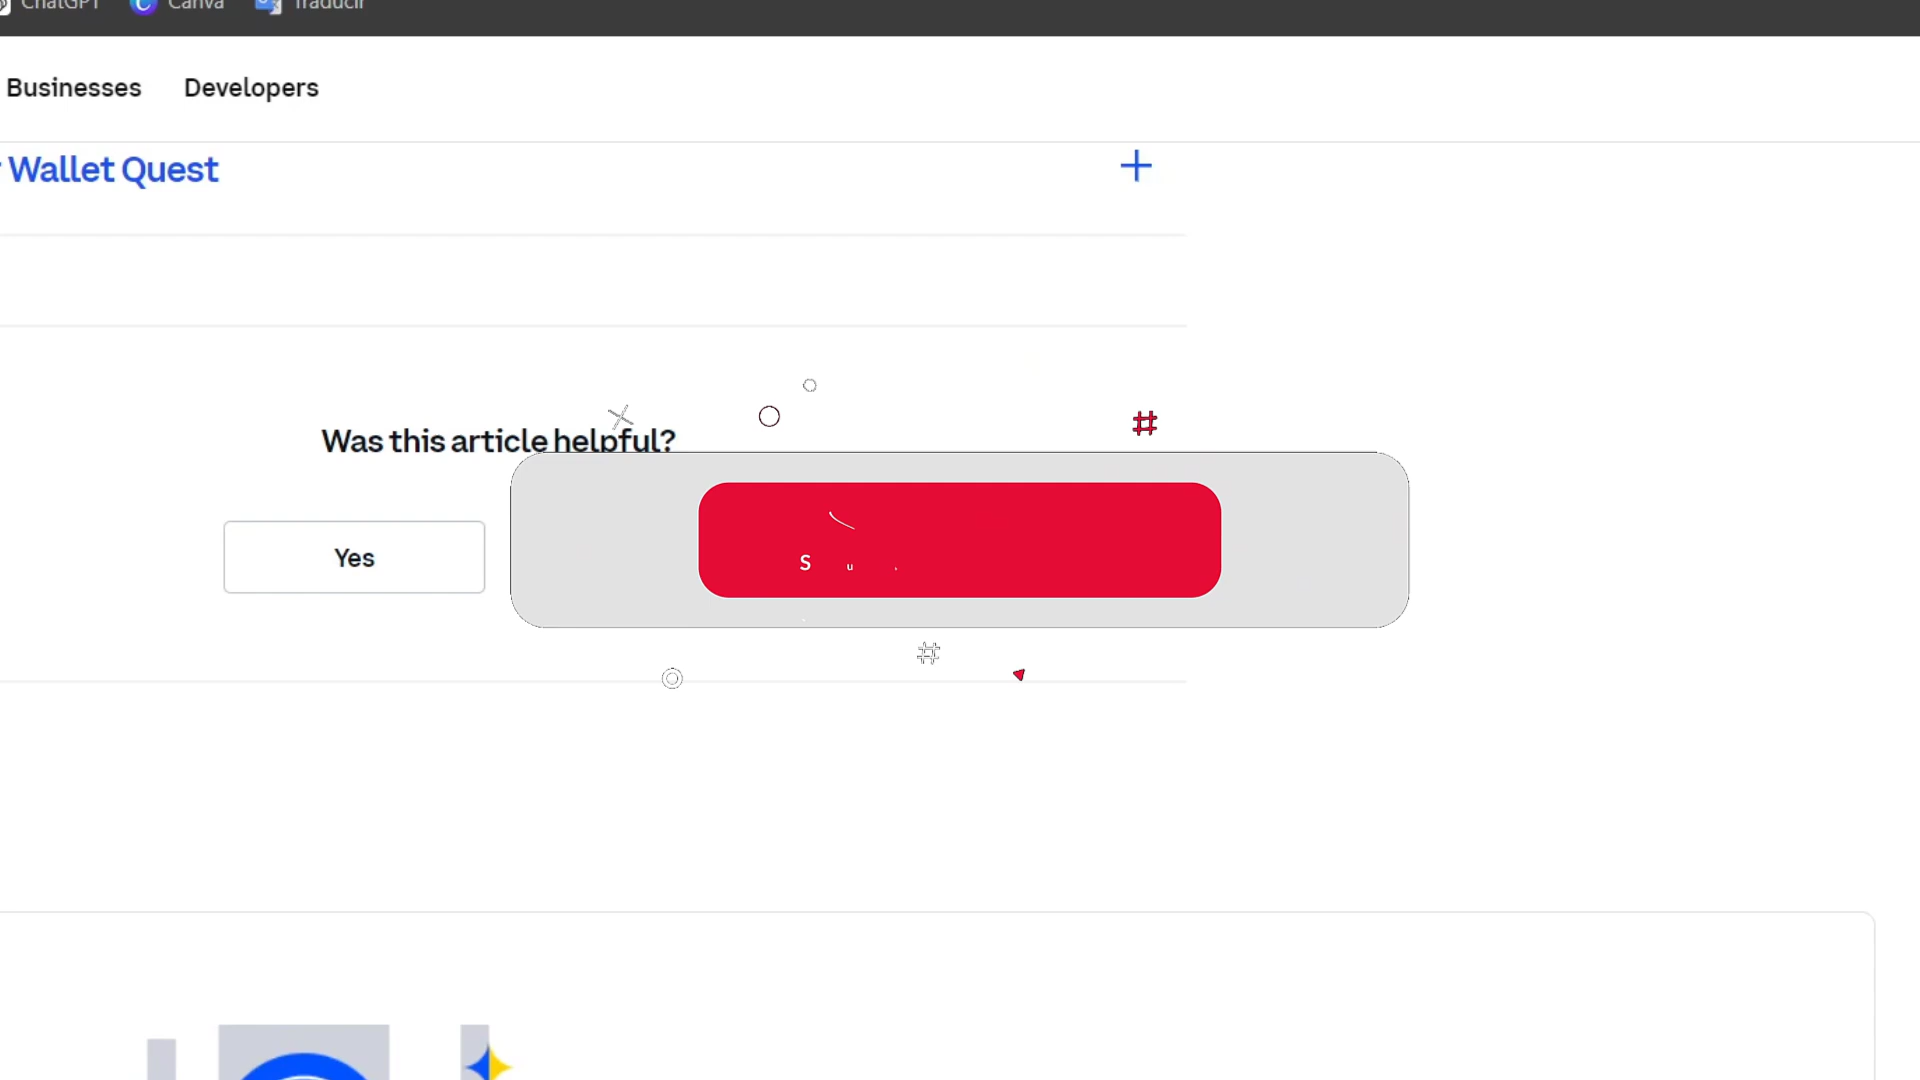 ChatGPT Canva Traducir
Businesses Developers
Wallet Quest
Was this article helpful?
Yes
S u